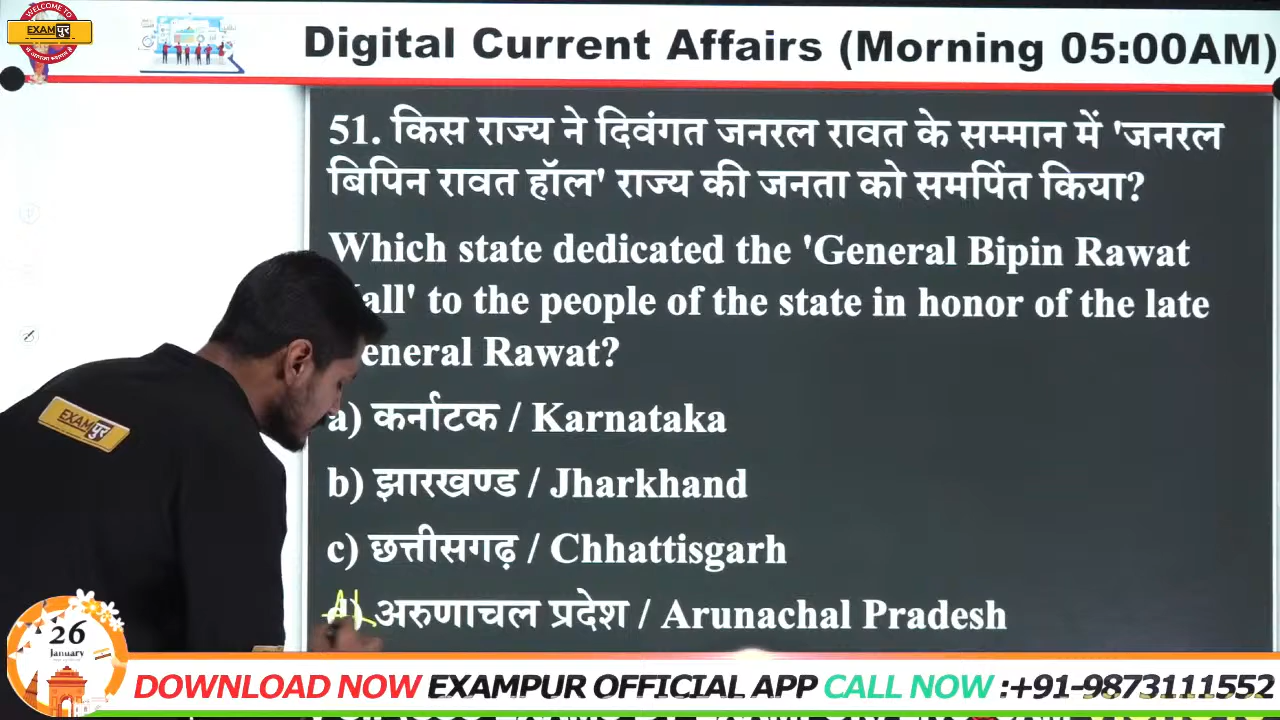 WELCOME TO
EXAMपुर
Digital Current Affairs (Morning 05:00AM)
51. किस राज्य ने दिवंगत जनरल रावत के सम्मान में 'जनरल
बिपिन रावत हॉल' राज्य की जनता को समर्पित किया?
Which state dedicated the 'General Bipin Rawat
all' to the people of the state in honor of the late
eneral Rawat?
a) कर्नाटक / Karnataka
EXAMपुर
b) झारखण्ड / Jharkhand
c) छत्तीसगढ़ / Chhattisgarh
d) अरुणाचल प्रदेश / Arunachal Pradesh
26
January
DOWNLOAD NOW EXAMPUR OFFICIAL APP CALL NOW :+91-9873111552